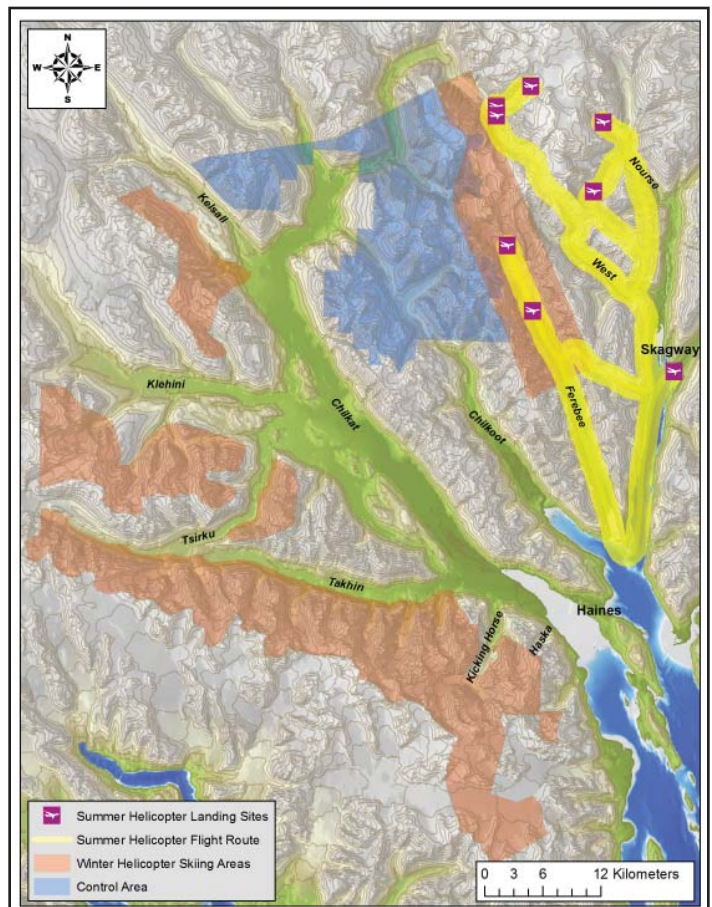 N
W E
S
Kelsall
Nourse
West
Skagway
Klehini
Chilkat
Chilkoot
Ferebee
Tsirku
Takhin
Haines
Kicking Horse
Haska
Summer Helicopter Landing Sites
Summer Helicopter Flight Route
Winter Helicopter Skiing Areas
Control Area
0 3 6 12 Kilometers